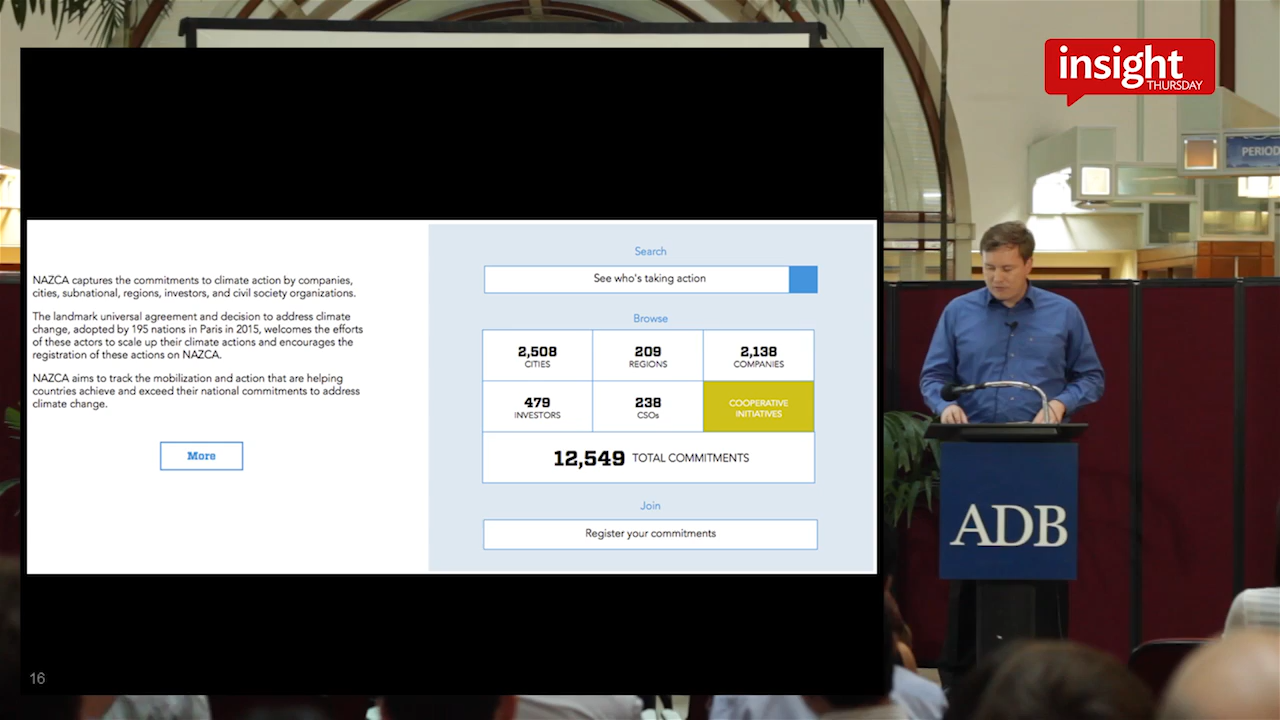 insight
THURSDAY
PERIOD
NAZCA captures the commitments to climate action by companies,
cities, subnational, regions, investors, and civil society organizations.
The landmark universal agreement and decision to address climate
change, adopted by 195 nations in Paris in 2015, welcomes the efforts
of these actors to scale up their climate actions and encourages the
registration of these actions on NAZCA.
NAZCA aims to track the mobilization and action that are helping
countries achieve and exceed their national commitments to address
climate change.
More
Search
See who's taking action
Browse
2,508
CITIES
209
REGIONS
2,138
COMPANIES
479
INVESTORS
238
CSOs
COOPERATIVE
INITIATIVES
12,549 TOTAL COMMITMENTS
Join
Register your commitments
16
ADB